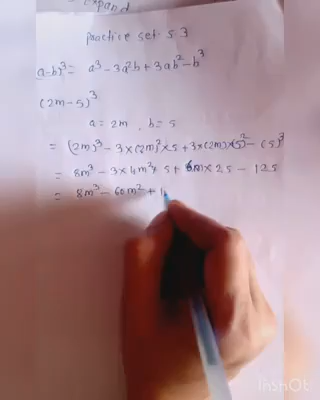 Expand
practice set 5.3
a-b)³ = a³ - 3a²b + 3ab² - b³
(2m-5)³
a = 2m, b = 5
= (2m)³ - 3×(2m)²×5 + 3×(2m)×(5)² - (5)³
= 8m³ - 3×4m²×5 + 6m×25 - 125
= 8m³ - 60m² + 1
InShOt